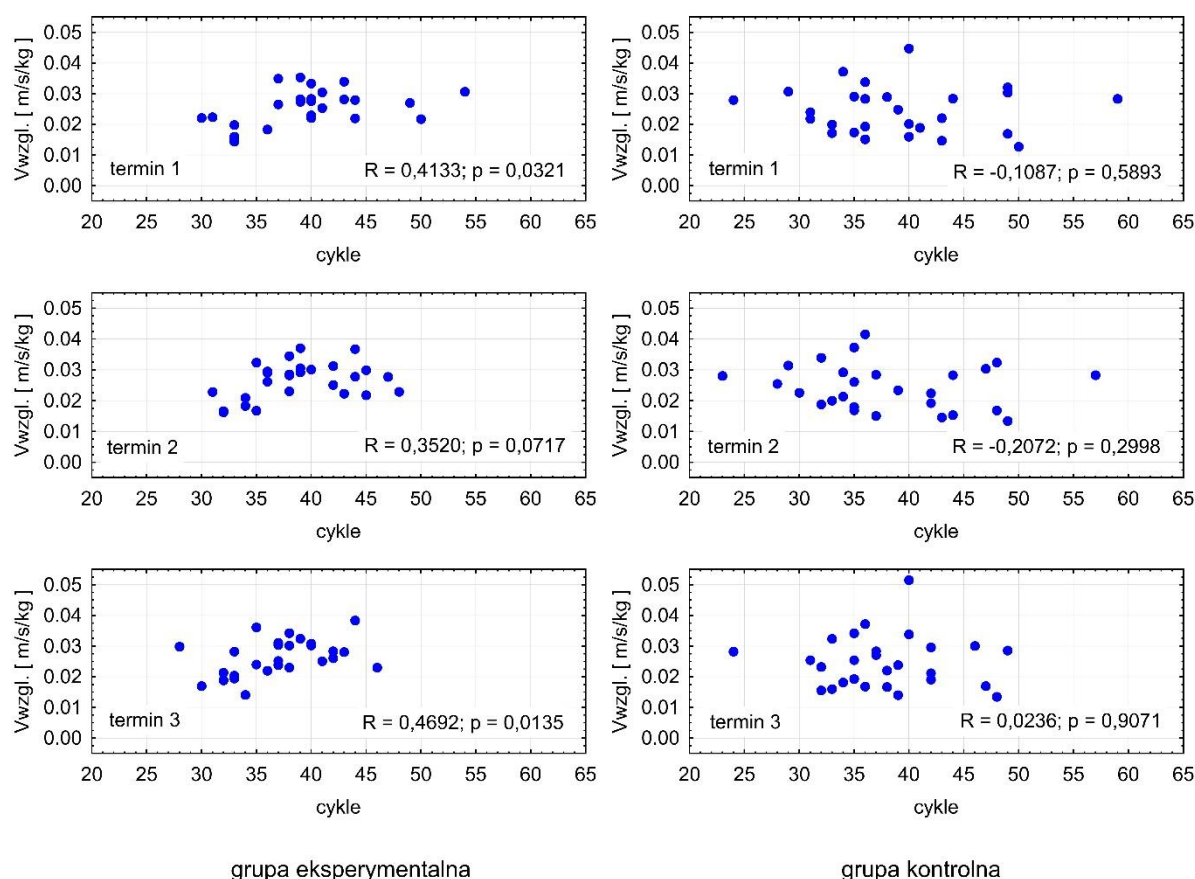 Vwzgl. [ m/s/kg ]
0.05
0.04
0.03
0.02
0.01
0.00
termin 1
R = 0,4133; p = 0,0321
20 25 30 35 40 45 50 55 60 65
cykle
Vwzgl. [ m/s/kg ]
0.05
0.04
0.03
0.02
0.01
0.00
termin 1
R = -0,1087; p = 0,5893
20 25 30 35 40 45 50 55 60 65
cykle
Vwzgl. [ m/s/kg ]
0.05
0.04
0.03
0.02
0.01
0.00
termin 2
R = 0,3520; p = 0,0717
20 25 30 35 40 45 50 55 60 65
cykle
Vwzgl. [ m/s/kg ]
0.05
0.04
0.03
0.02
0.01
0.00
termin 2
R = -0,2072; p = 0,2998
20 25 30 35 40 45 50 55 60 65
cykle
Vwzgl. [ m/s/kg ]
0.05
0.04
0.03
0.02
0.01
0.00
termin 3
R = 0,4692; p = 0,0135
20 25 30 35 40 45 50 55 60 65
cykle
Vwzgl. [ m/s/kg ]
0.05
0.04
0.03
0.02
0.01
0.00
termin 3
R = 0,0236; p = 0,9071
20 25 30 35 40 45 50 55 60 65
cykle
grupa eksperymentalna
grupa kontrolna